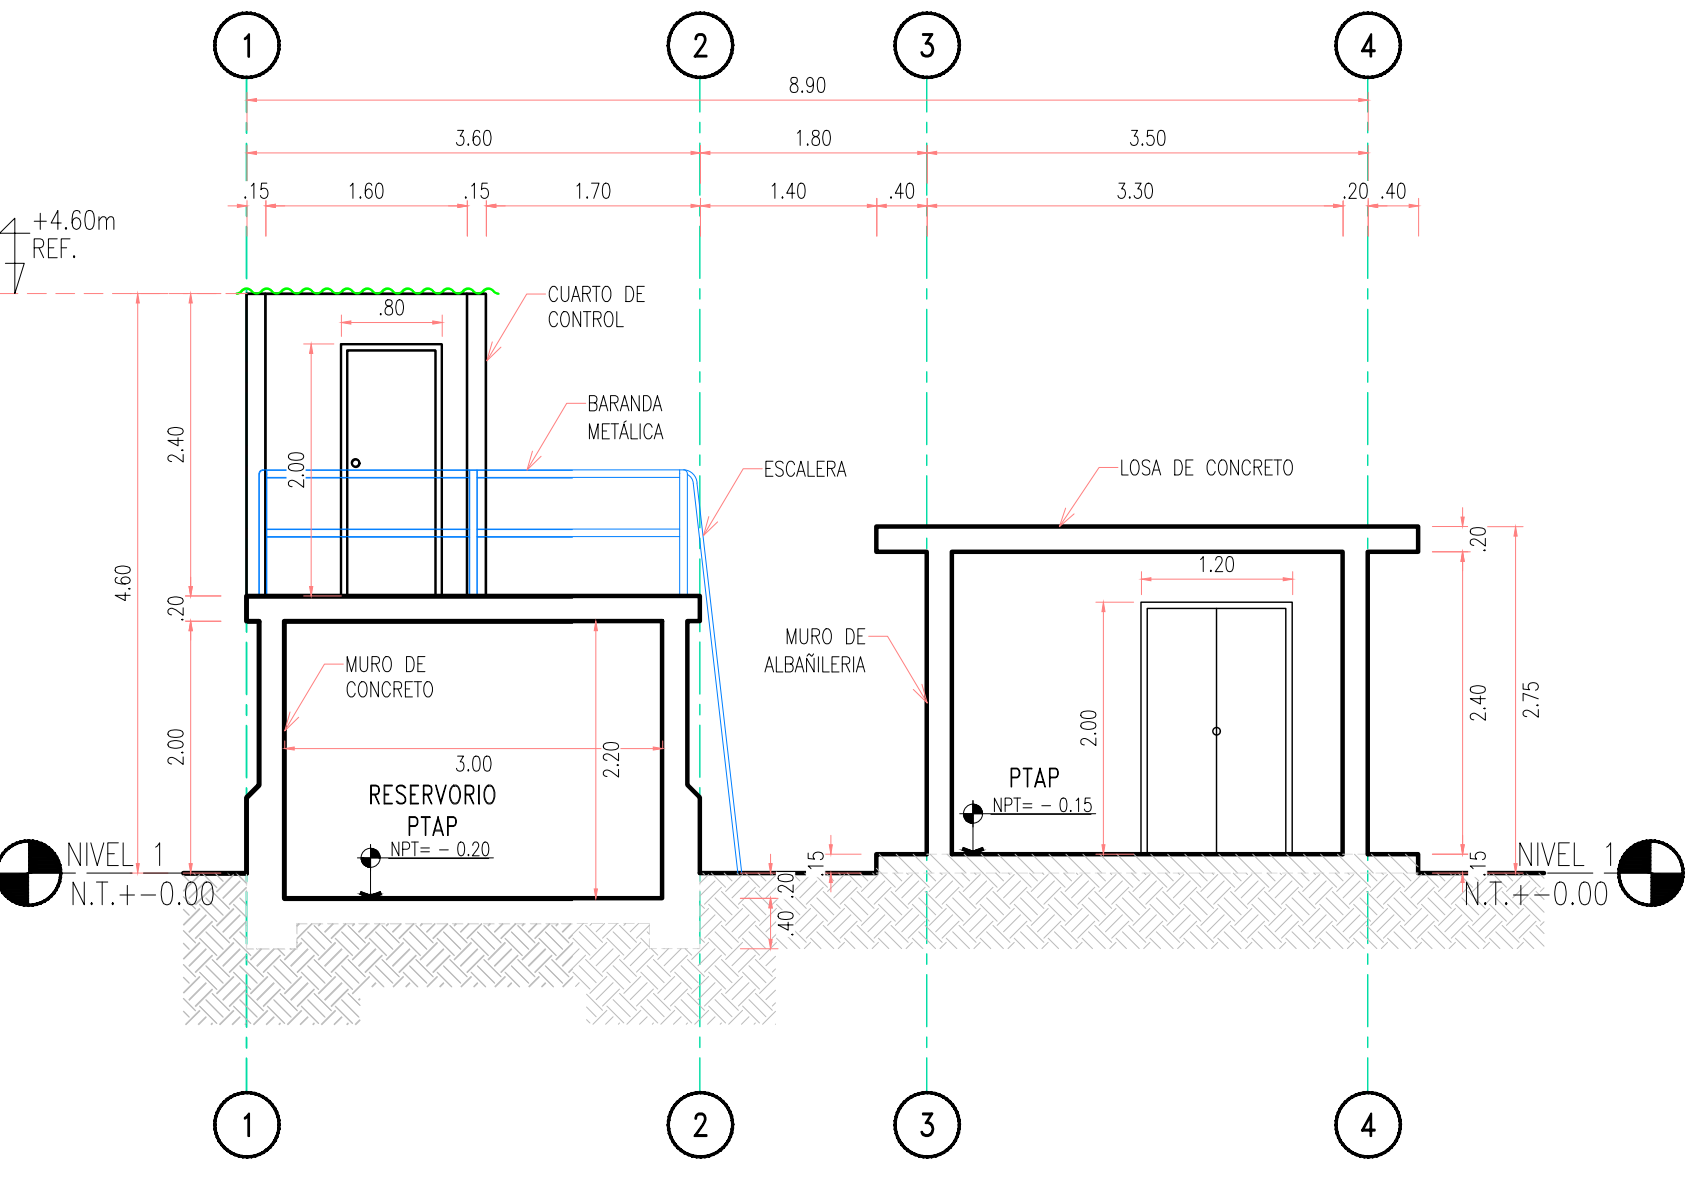 1
2
3
4
8.90
3.60
1.80
3.50
.15
1.60
.15
1.70
1.40
.40
3.30
.20
.40
+4.60m
REF.
.80
CUARTO DE
CONTROL
BARANDA
METÁLICA
ESCALERA
LOSA DE CONCRETO
2.40
2.00
4.60
.20
2.00
MURO DE
CONCRETO
3.00
2.20
RESERVORIO
PTAP
NPT= - 0.20
NIVEL 1
N.T.+-0.00
.20
.40
.15
MURO DE
ALBAÑILERIA
1.20
2.00
PTAP
NPT= - 0.15
.20
2.40
2.75
.15
NIVEL 1
N.T.+-0.00
1
2
3
4